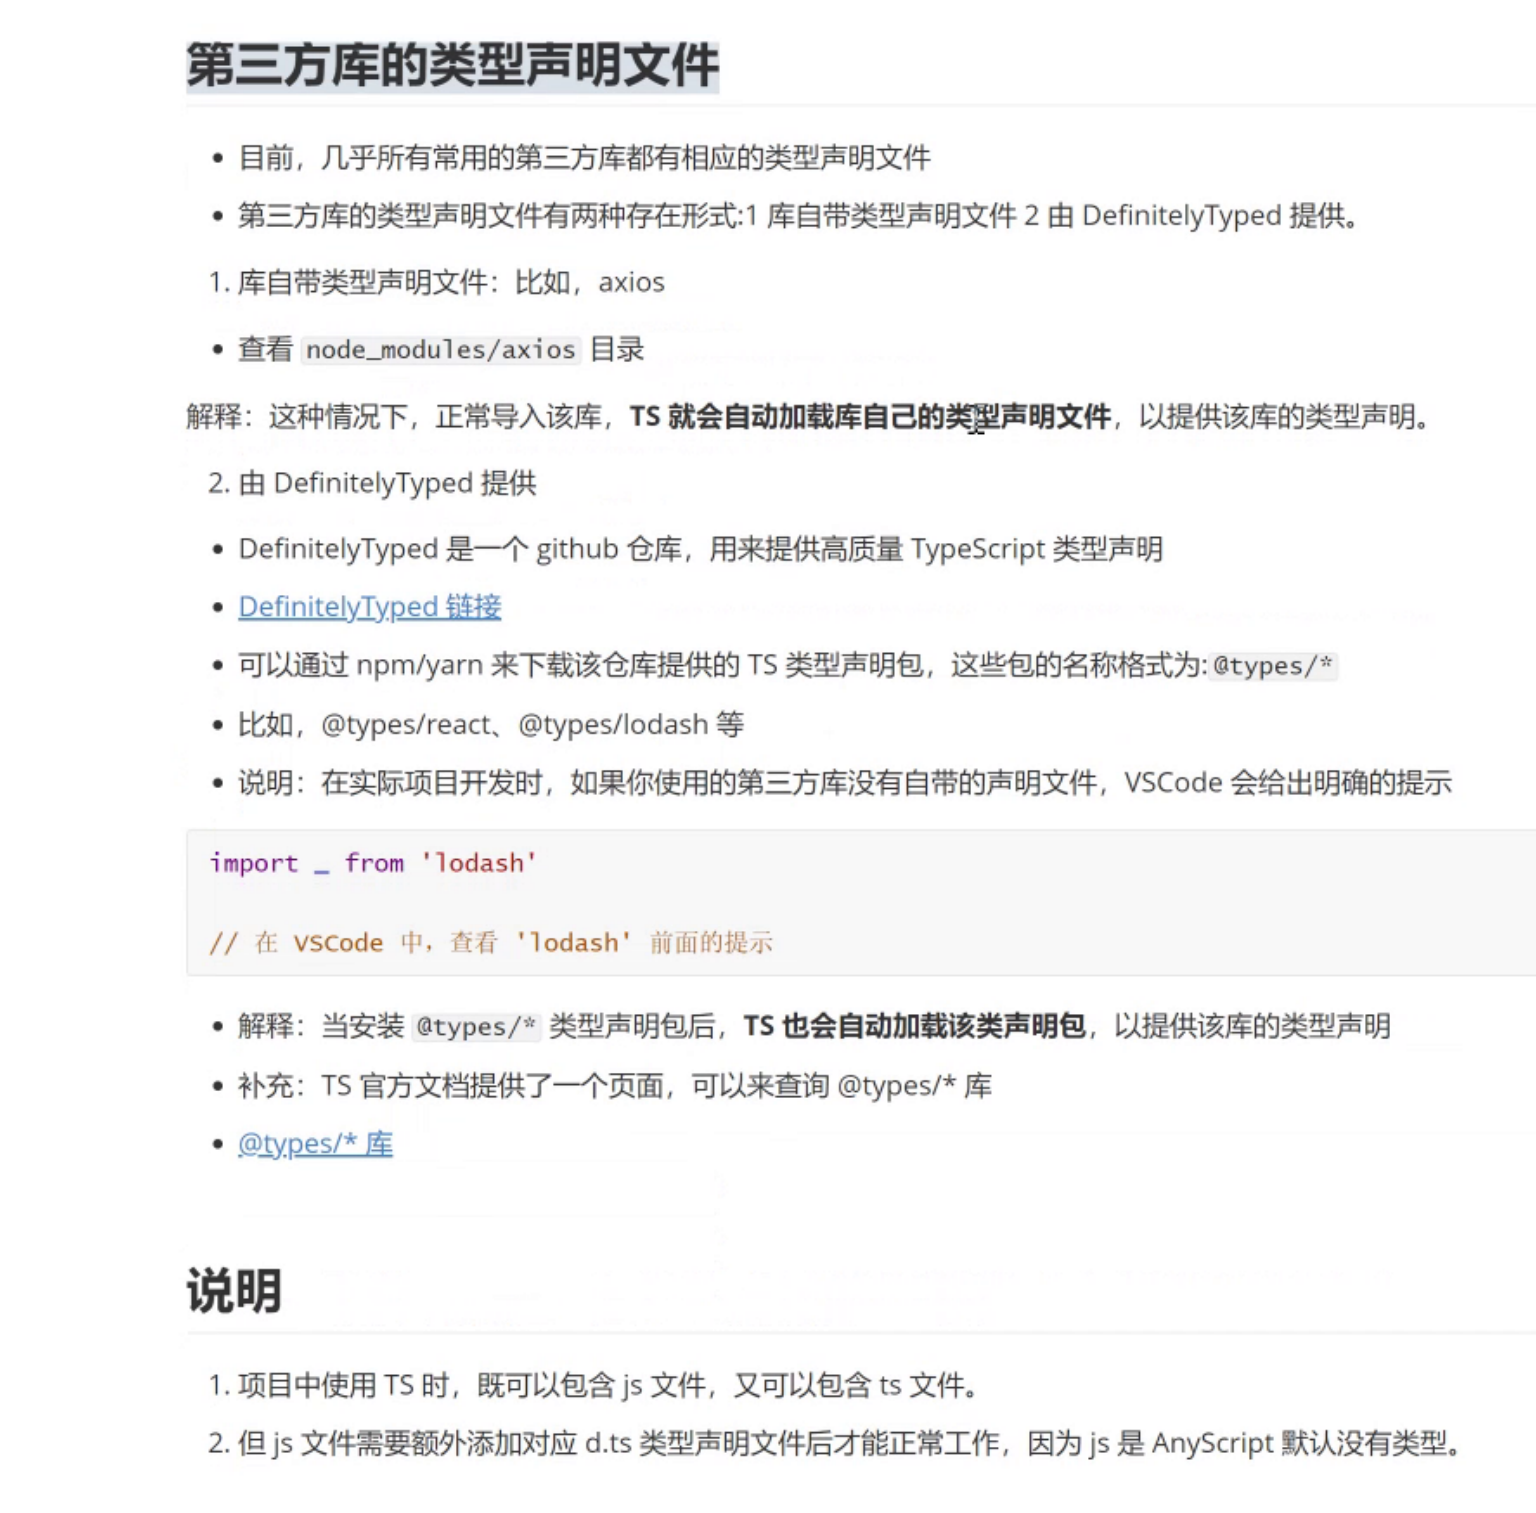 第三方库的类型声明文件
目前，几乎所有常用的第三方库都有相应的类型声明文件
第三方库的类型声明文件有两种存在形式:1 库自带类型声明文件 2 由 DefinitelyTyped 提供。
1. 库自带类型声明文件：比如，axios
查看 node_modules/axios 目录
解释：这种情况下，正常导入该库，TS 就会自动加载库自己的类型声明文件，以提供该库的类型声明。
2. 由 DefinitelyTyped 提供
DefinitelyTyped 是一个 github 仓库，用来提供高质量 TypeScript 类型声明
DefinitelyTyped 链接
可以通过 npm/yarn 来下载该仓库提供的 TS 类型声明包，这些包的名称格式为:@types/*
比如，@types/react、@types/lodash 等
说明：在实际项目开发时，如果你使用的第三方库没有自带的声明文件，VSCode 会给出明确的提示
import _ from 'lodash'
// 在 VSCode 中，查看 'lodash' 前面的提示
解释：当安装 @types/* 类型声明包后，TS 也会自动加载该类声明包，以提供该库的类型声明
补充：TS 官方文档提供了一个页面，可以来查询 @types/* 库
@types/* 库
说明
1. 项目中使用 TS 时，既可以包含 js 文件，又可以包含 ts 文件。
2. 但 js 文件需要额外添加对应 d.ts 类型声明文件后才能正常工作，因为 js 是 AnyScript 默认没有类型。